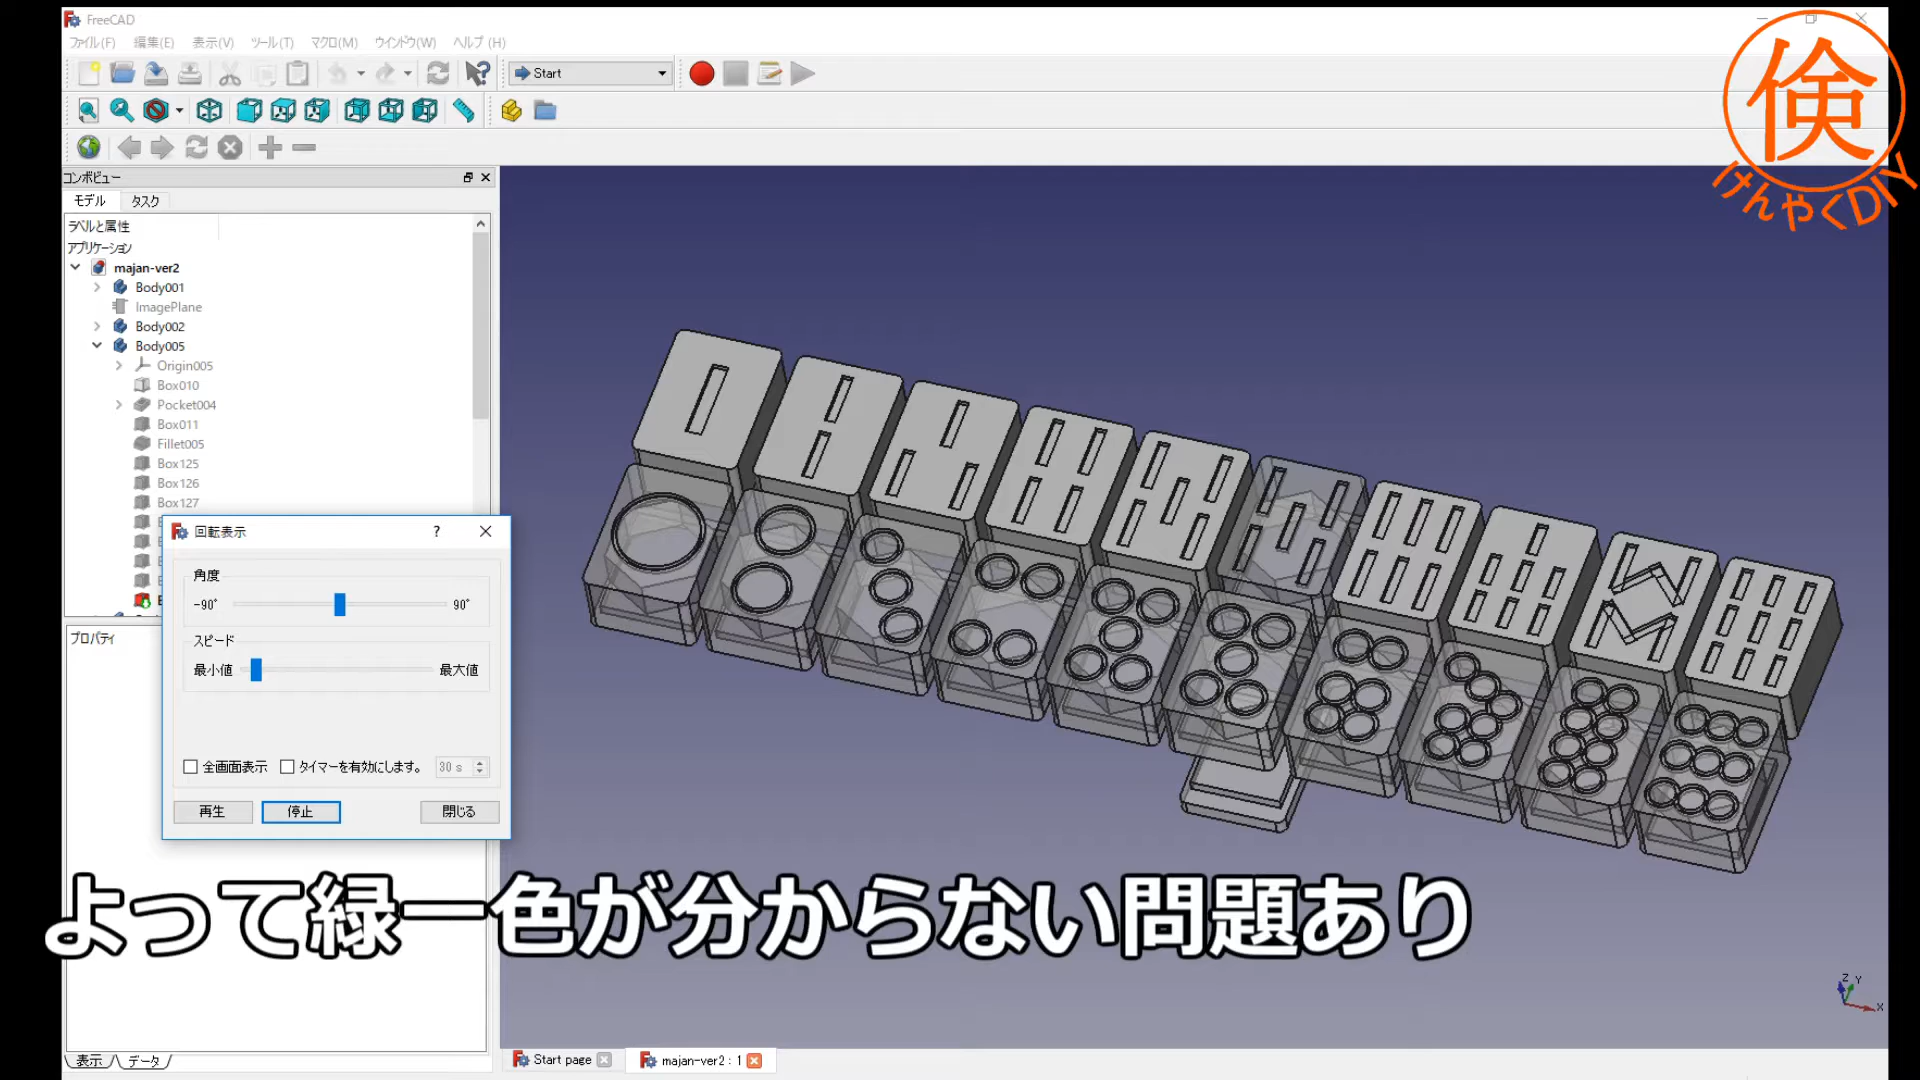 FreeCAD
ファイル(F) 編集(E) 表示(V) ツール(T) マクロ(M) ウインドウ(W) ヘルプ (H)
Start
倹
けんやくDIY
コンボビュー
モデル タスク
ラベルと属性
アプリケーション
majan-ver2
Body001
ImagePlane
Body002
Body005
Origin005
Box010
Pocket004
Box011
Fillet005
Box125
Box126
Box127
回転表示 ?
角度
-90° 90°
スピード
最小値 最大値
全画面表示 タイマーを有効にします。 30 s
再生 停止 閉じる
プロパティ
よって緑一色が分からない問題あり
Z Y
X
表示 データ
Start page majan-ver2 : 1